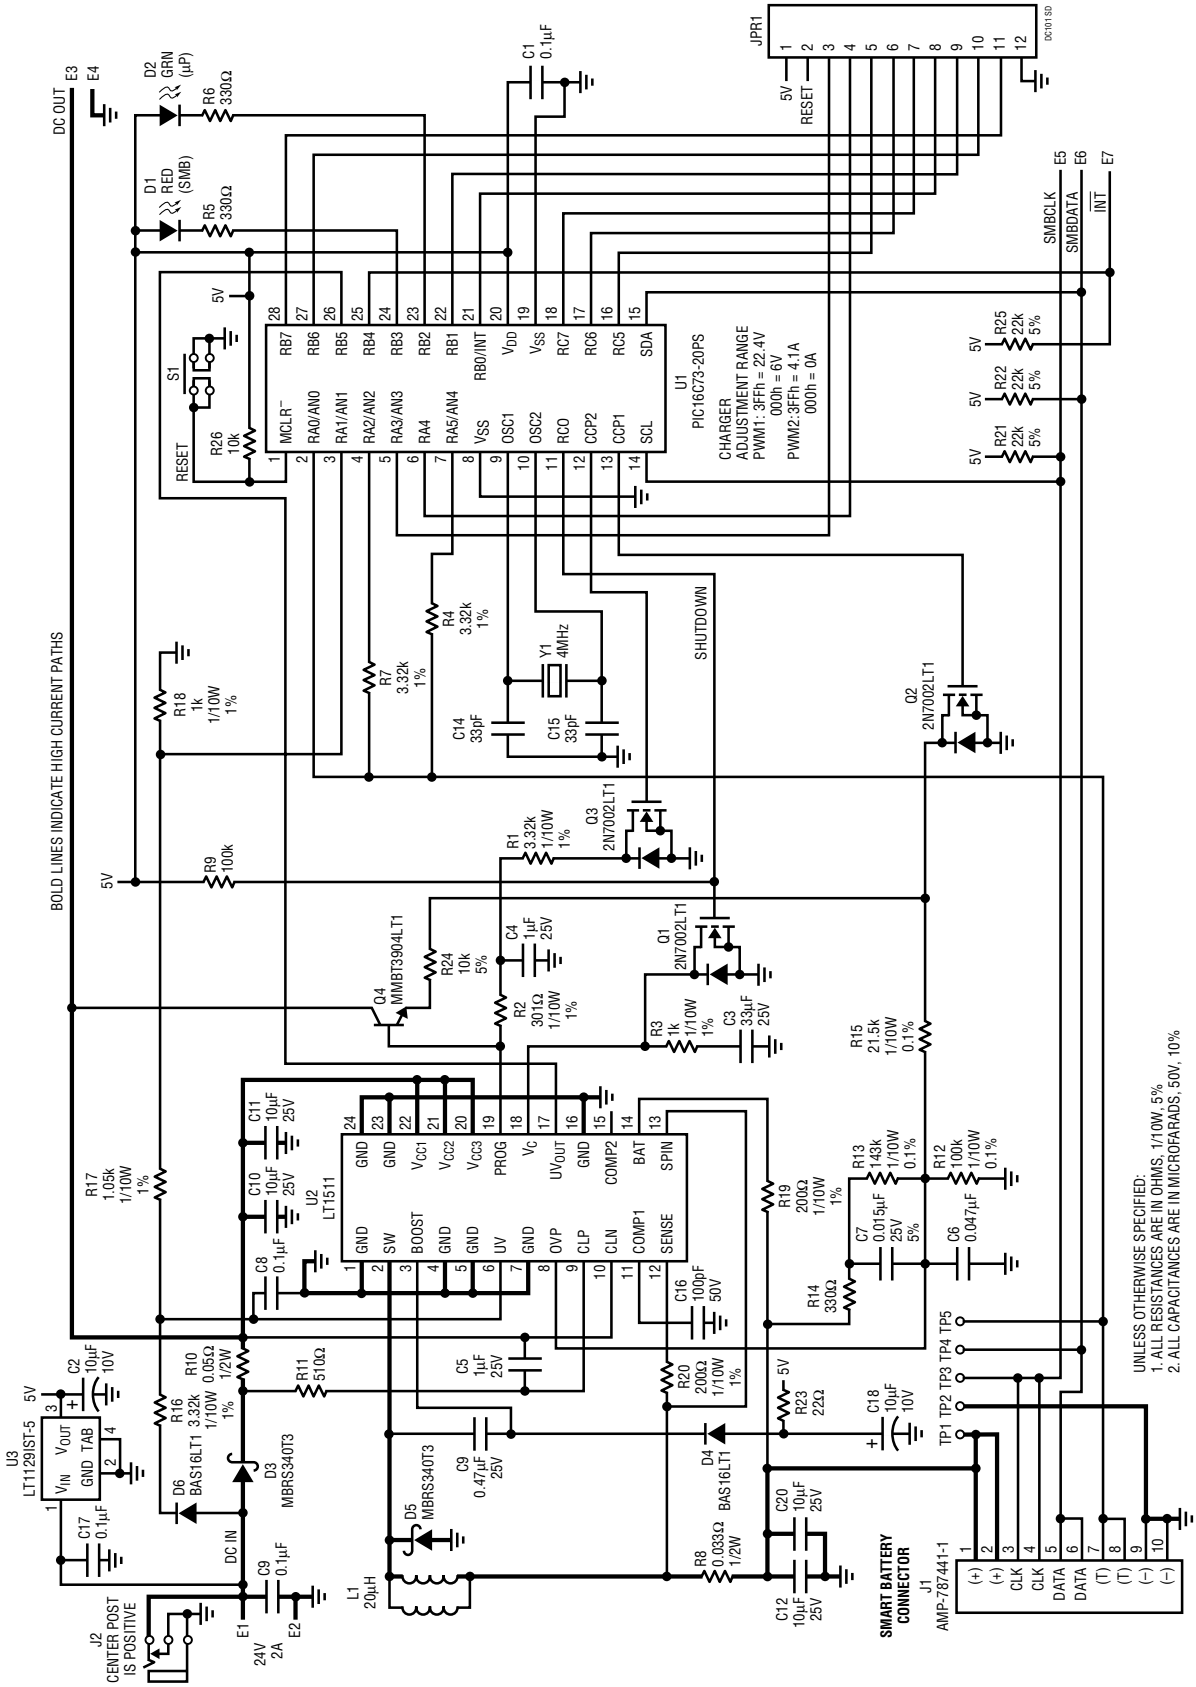 BOLD LINES INDICATE HIGH CURRENT PATHS
DC OUT
E3
E4
J2
CENTER POST
IS POSITIVE
E1
24V
2A
E2
C9
0.1µF
DC IN
C17
0.1µF
U3
LT1129IST-5
VIN
VOUT
GND TAB
1
3
2
4
5V
C2
10µF
10V
+
D6
BAS16LT1
D3
MBRS340T3
R16
3.32k
1/10W
1%
R10
0.05Ω
1/2W
R11
510Ω
C8
0.1µF
R17
1.05k
1/10W
1%
C10
10µF
25V
C11
10µF
25V
R18
1k
1/10W
1%
5V
R9
100k
L1
20µH
D5
MBRS340T3
C9
0.47µF
25V
C5
1µF
25V
U2
LT1511
1
GND
2
SW
3
BOOST
4
GND
5
GND
6
UV
7
GND
8
OVP
9
CLP
10
CLN
11
COMP1
12
SENSE
24
GND
23
GND
22
VCC1
21
VCC2
20
VCC3
19
PROG
18
VC
17
UVOUT
16
GND
15
COMP2
14
BAT
13
SPIN
C16
100pF
50V
R20
200Ω
1/10W
1%
R19
200Ω
1/10W
1%
D4
BAS16LT1
R23
22Ω
5V
C18
10µF
10V
+
R8
0.033Ω
1/2W
C12
10µF
25V
C20
10µF
25V
Q4
MMBT3904LT1
R24
10k
5%
R2
301Ω
1/10W
1%
C4
1µF
25V
R1
3.32k
1/10W
1%
Q3
2N7002LT1
Q1
2N7002LT1
R3
1k
1/10W
1%
C3
33µF
25V
R15
21.5k
1/10W
0.1%
R13
143k
1/10W
0.1%
R12
100k
1/10W
0.1%
C7
0.015µF
25V
5%
C6
0.047µF
R14
330Ω
Q2
2N7002LT1
SHUTDOWN
R7
3.32k
1%
R4
3.32k
1%
C14
33pF
C15
33pF
Y1
4MHz
RESET
S1
R26
10k
5V
U1
PIC16C73-20PS
1
MCLR–
2
RA0/AN0
3
RA1/AN1
4
RA2/AN2
5
RA3/AN3
6
RA4
7
RA5/AN4
8
VSS
9
OSC1
10
OSC2
11
RCO
12
CCP2
13
CCP1
14
SCL
28
RB7
27
RB6
26
RB5
25
RB4
24
RB3
23
RB2
22
RB1
21
RB0/INT
20
VDD
19
VSS
18
RC7
17
RC6
16
RC5
15
SDA
CHARGER
ADJUSTMENT RANGE
PWM1: 3FFh = 22.4V
000h = 6V
PWM2:3FFh = 4.1A
000h = 0A
D1
RED
(SMB)
R5
330Ω
D2
GRN
(µP)
R6
330Ω
C1
0.1µF
5V
R21
22k
5%
5V
R22
22k
5%
5V
R25
22k
5%
SMBCLK
E5
SMBDATA
E6
INT
E7
JPR1
5V
1
RESET
2
3
4
5
6
7
8
9
10
11
12
DC101 SD
SMART BATTERY
CONNECTOR
J1
AMP-787441-1
(+)
1
(+)
2
CLK
3
CLK
4
DATA
5
DATA
6
(T)
7
(T)
8
(–)
9
(–)
10
TP1
TP2
TP3
TP4
TP5
UNLESS OTHERWISE SPECIFIED:
1. ALL RESISTANCES ARE IN OHMS, 1/10W, 5%
2. ALL CAPACITANCES ARE IN MICROFARADS, 50V, 10%